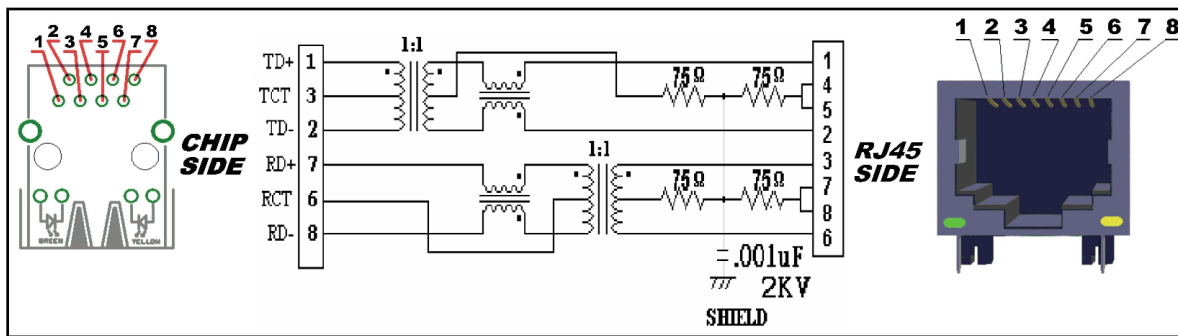 1 2 3 4 5 6 7 8
CHIP
SIDE
GREEN
YELLOW
TD+ 1
TCT 3
TD- 2
RD+ 7
RCT 6
RD- 8
1:1
1:1
75Ω 75Ω
75Ω 75Ω
1
4
5
2
3
7
8
6
.001uF
2KV
SHIELD
1 2 3 4 5 6 7 8
RJ45
SIDE